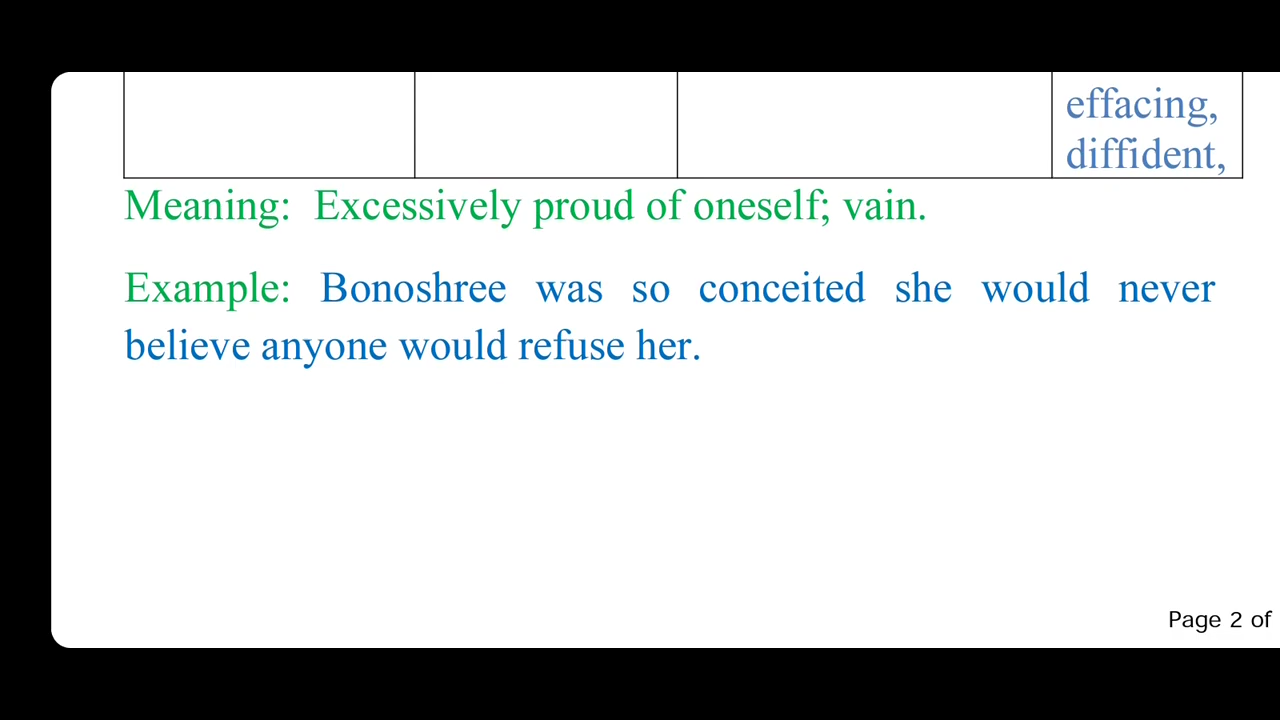 effacing,
diffident,
Meaning: Excessively proud of oneself; vain.
Example: Bonoshree was so conceited she would never
believe anyone would refuse her.
Page 2 of